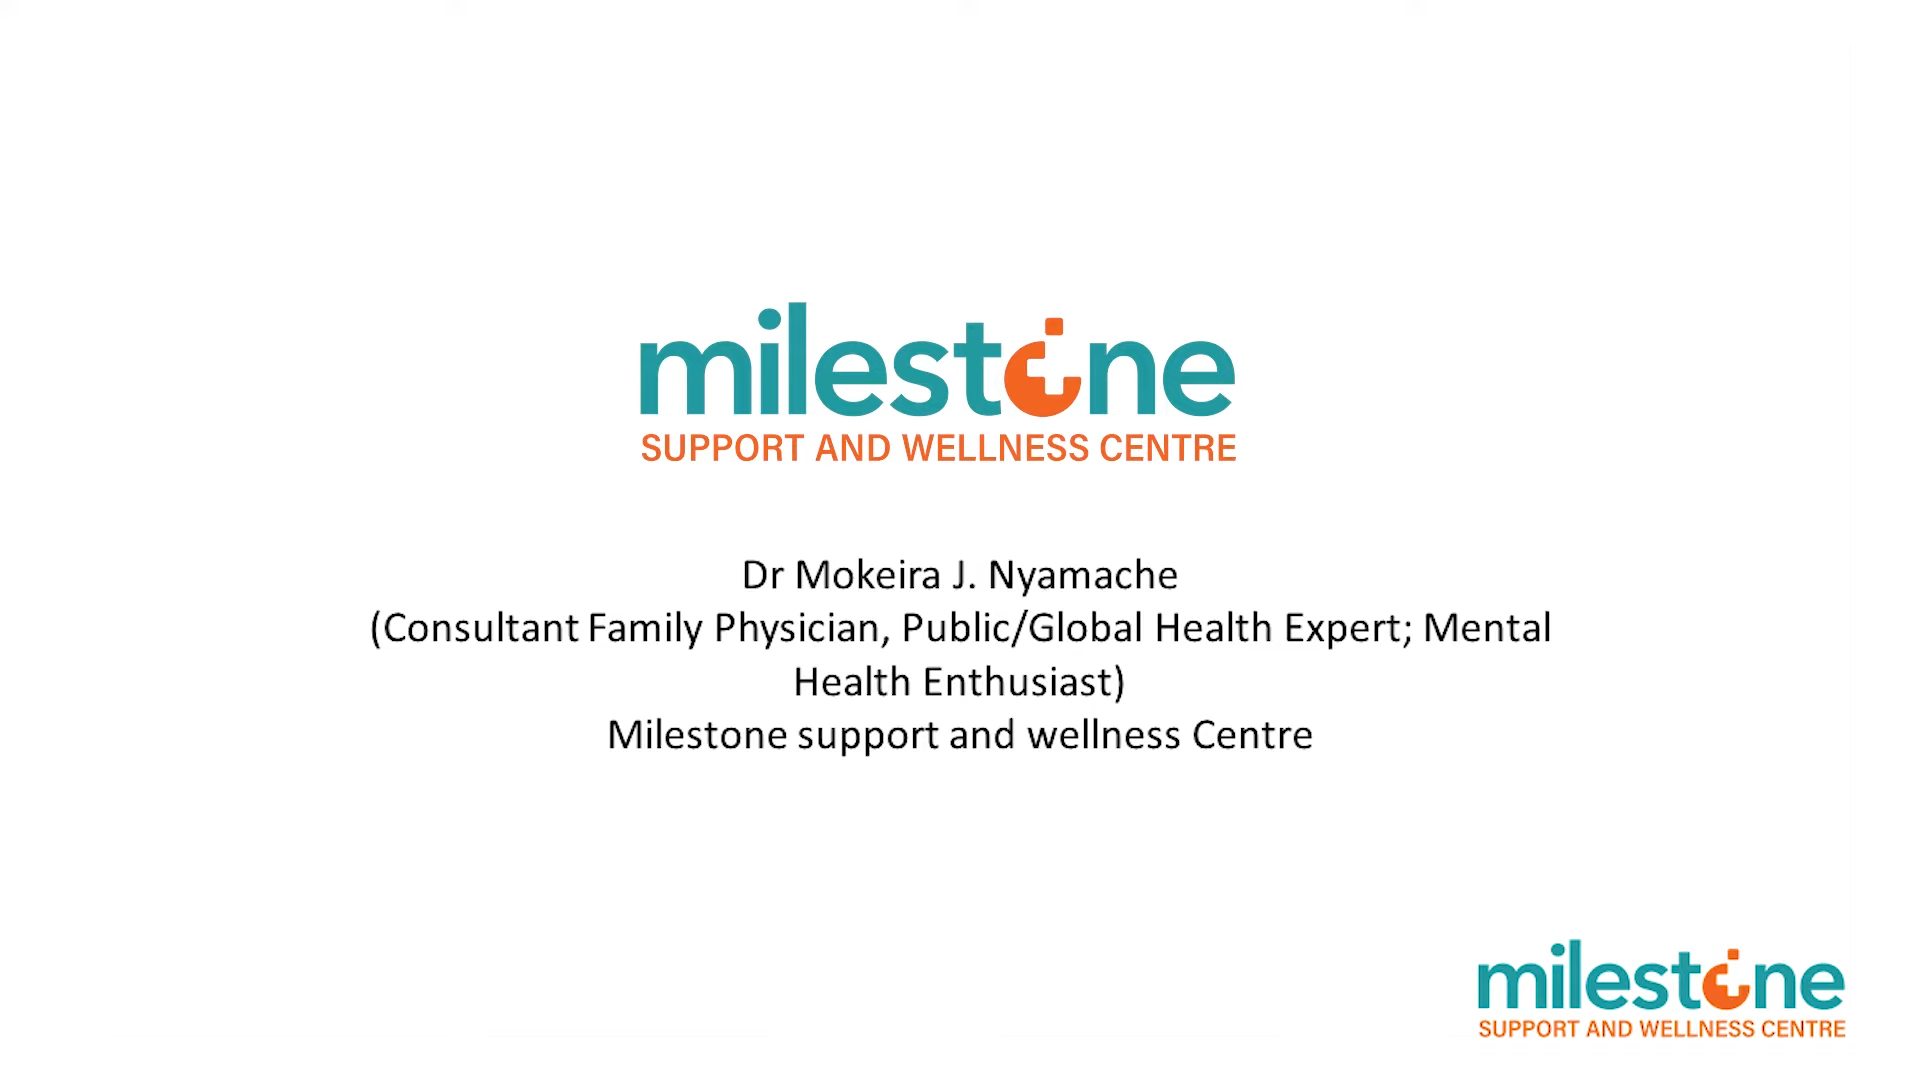 milestone
SUPPORT AND WELLNESS CENTRE
Dr Mokeira J. Nyamache
(Consultant Family Physician, Public/Global Health Expert; Mental
Health Enthusiast)
Milestone support and wellness Centre
milestone
SUPPORT AND WELLNESS CENTRE